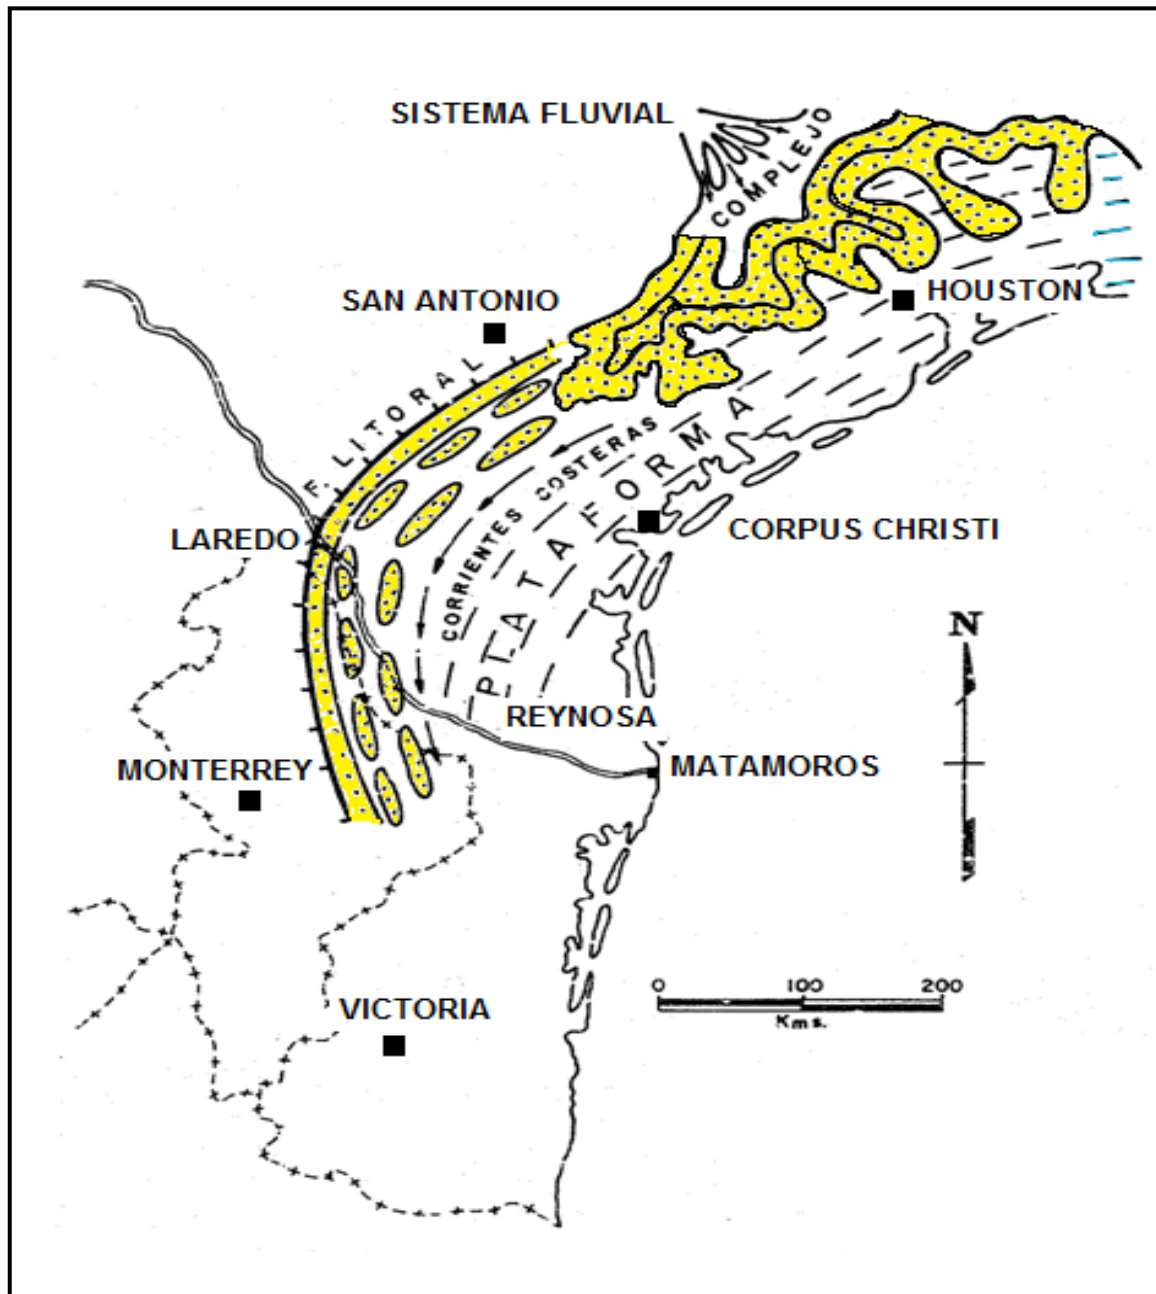 SISTEMA FLUVIAL
COMPLEJO
SAN ANTONIO
HOUSTON
F. LITORAL
CORRIENTES COSTERAS
PLATAFORMA
LAREDO
CORPUS CHRISTI
N
REYNOSA
MONTERREY
MATAMOROS
VICTORIA
0 100 200
Kms.